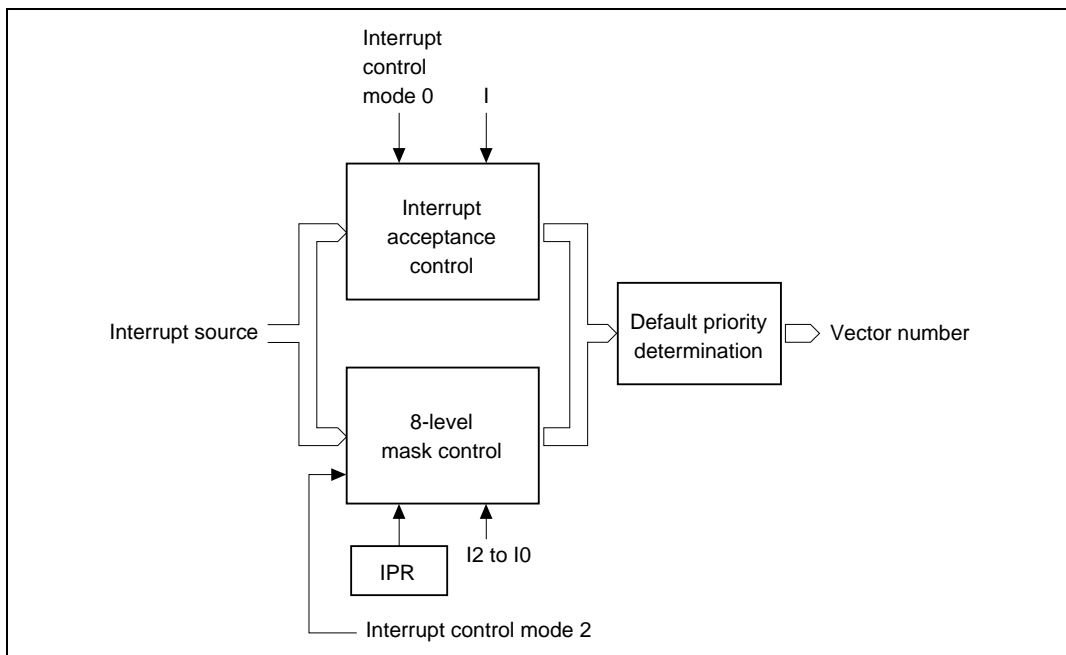 Interrupt
control
mode 0
I
Interrupt
acceptance
control
Interrupt source
Default priority
determination
Vector number
8-level
mask control
I2 to I0
IPR
Interrupt control mode 2